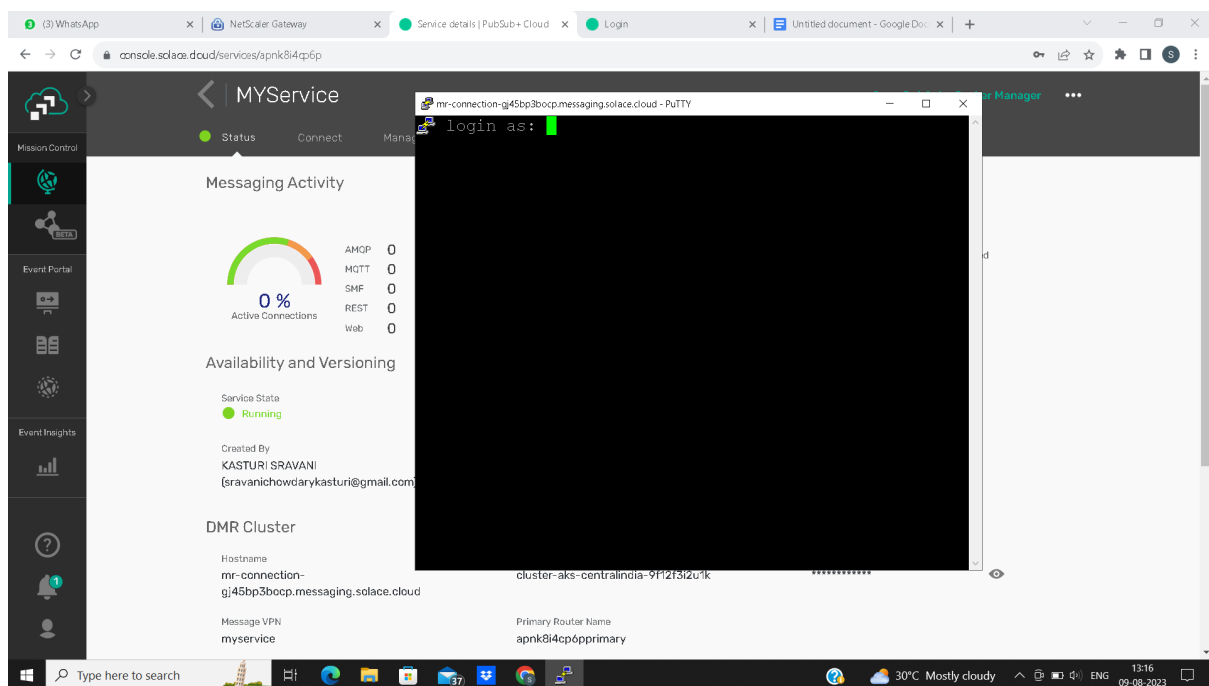 (3) WhatsApp
NetScaler Gateway
Service details | PubSub+ Cloud
Login
Untitled document - Google Doc
console.solace.cloud/services/apnk8i4cp6p
S
MYService
mr-connection-gj45bp3bocp.messaging.solace.cloud - PuTTY
Manager
login as:
Status
Connect
Manag
Mission Control
BETA
Event Portal
Event Insights
1
Messaging Activity
0 %
Active Connections
AMQP 0
MQTT 0
SMF 0
REST 0
Web 0
d
Availability and Versioning
Service State
Running
Created By
KASTURI SRAVANI
(sravanichowdarykasturi@gmail.com)
DMR Cluster
Hostname
mr-connection-
gj45bp3bocp.messaging.solace.cloud
cluster-aks-centralindia-9f12f3i2u1k
************
Message VPN
myservice
Primary Router Name
apnk8i4cp6pprimary
Type here to search
37
30°C Mostly cloudy
ENG
13:16
09-08-2023